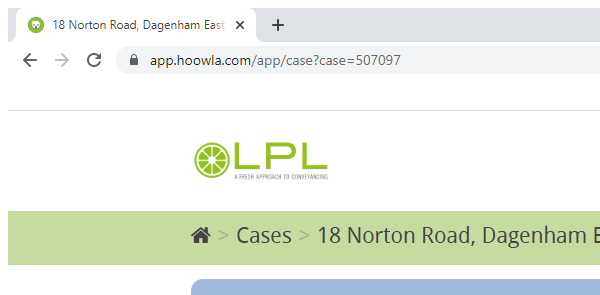 18 Norton Road, Dagenham East
app.hoowla.com/app/case?case=507097
LPL
A FRESH APPROACH TO CONVEYANCING
> Cases > 18 Norton Road, Dagenham E